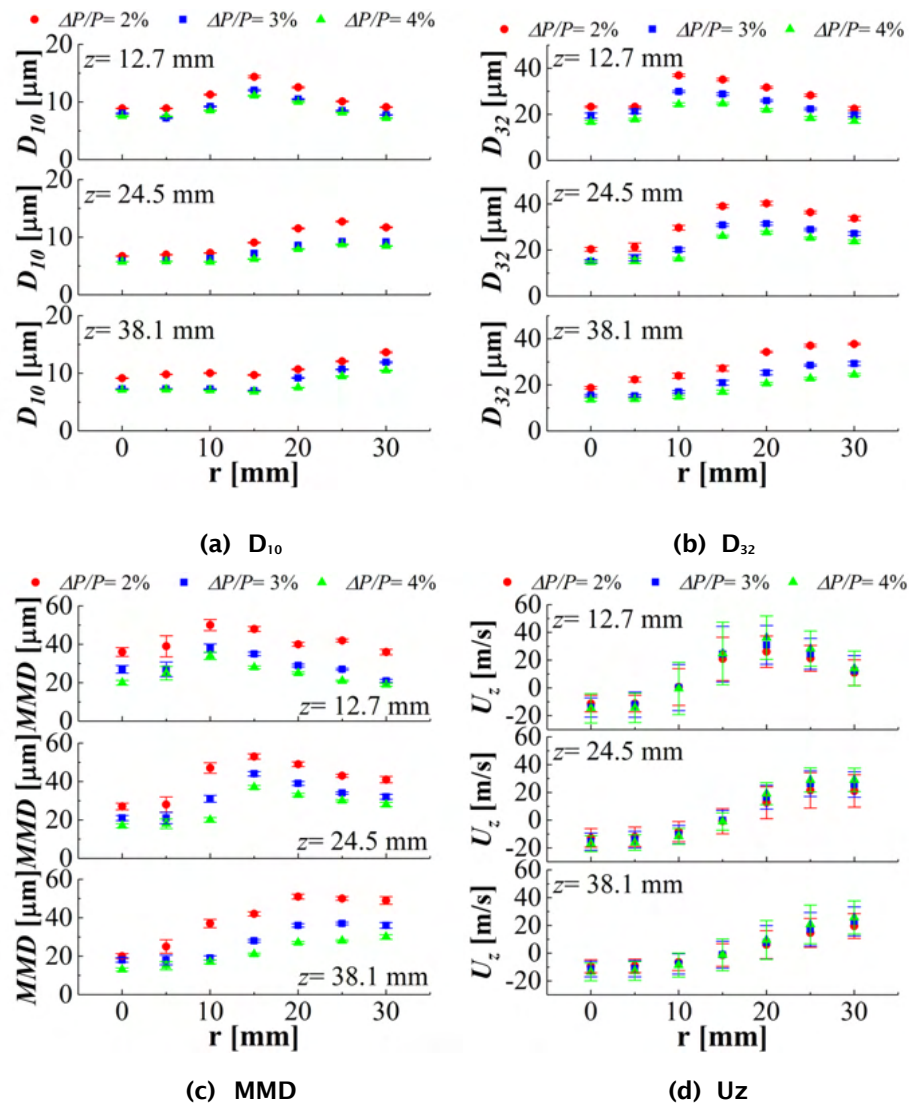 ΔP/P= 2% ΔP/P= 3% ΔP/P= 4%
20
z= 12.7 mm
D10 [μm]
10
0
20
z= 24.5 mm
D10 [μm]
10
0
20
z= 38.1 mm
D10 [μm]
10
0
0 10 20 30
r [mm]
(a) D10
ΔP/P= 2% ΔP/P= 3% ΔP/P= 4%
z= 12.7 mm
40
D32 [μm]
20
0
z= 24.5 mm
40
D32 [μm]
20
0
z= 38.1 mm
40
D32 [μm]
20
0
0 10 20 30
r [mm]
(b) D32
ΔP/P= 2% ΔP/P= 3% ΔP/P= 4%
60
MMD [μm]
40
20
z= 12.7 mm
0
60
MMD [μm]
40
20
z= 24.5 mm
0
60
MMD [μm]
40
20
z= 38.1 mm
0
0 10 20 30
r [mm]
(c) MMD
ΔP/P= 2% ΔP/P= 3% ΔP/P= 4%
z= 12.7 mm
60
40
Uz [m/s]
20
0
-20
z= 24.5 mm
60
40
Uz [m/s]
20
0
-20
z= 38.1 mm
60
40
Uz [m/s]
20
0
-20
0 10 20 30
r [mm]
(d) Uz